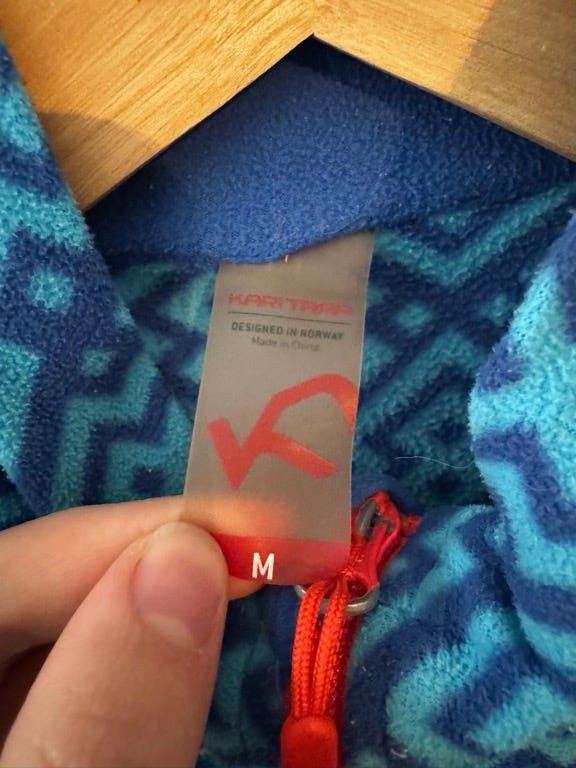 KARI TRAA
DESIGNED IN NORWAY
Made in China
M